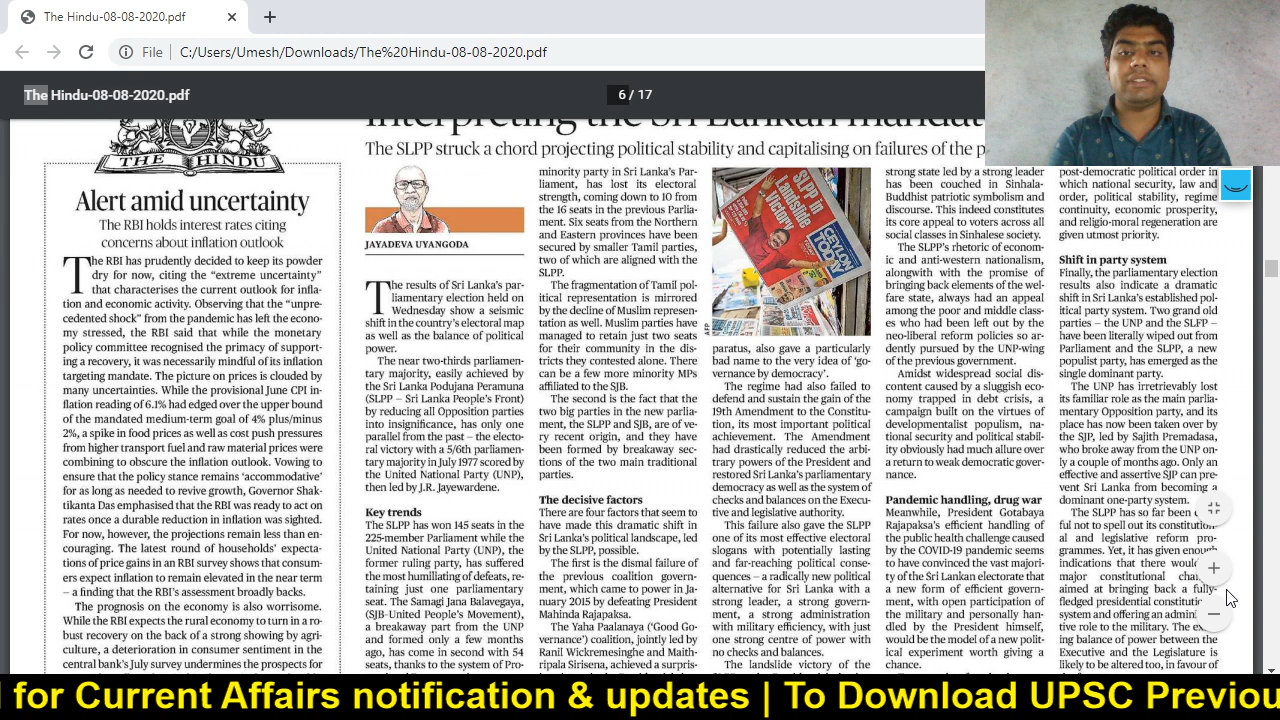 The Hindu-08-08-2020.pdf
File
C:/Users/Umesh/Downloads/The%20Hindu-08-08-2020.pdf
The Hindu-08-08-2020.pdf
6 / 17
THE HINDU
Alert amid uncertainty
The RBI holds interest rates citing
concerns about inflation outlook
The RBI has prudently decided to keep its powder
dry for now, citing the “extreme uncertainty”
that characterises the current outlook for infla-
tion and economic activity. Observing that the “unpre-
cedented shock” from the pandemic has left the econo-
my stressed, the RBI said that while the monetary
policy committee recognised the primacy of support-
ing a recovery, it was necessarily mindful of its inflation
targeting mandate. The picture on prices is clouded by
many uncertainties. While the provisional June CPI in-
flation reading of 6.1% had edged over the upper bound
of the mandated medium-term goal of 4% plus/minus
2%, a spike in food prices as well as cost push pressures
from higher transport fuel and raw material prices were
combining to obscure the inflation outlook. Vowing to
ensure that the policy stance remains ‘accommodative’
for as long as needed to revive growth, Governor Shak-
tikanta Das emphasised that the RBI was ready to act on
rates once a durable reduction in inflation was sighted.
For now, however, the projections remain less than en-
couraging. The latest round of households’ expecta-
tions of price gains in an RBI survey shows that consum-
ers expect inflation to remain elevated in the near term
– a finding that the RBI’s assessment broadly backs.
The prognosis on the economy is also worrisome.
While the RBI expects the rural economy to turn in a ro-
bust recovery on the back of a strong showing by agri-
culture, a deterioration in consumer sentiment in the
central bank’s July survey undermines the prospects for
Interpreting the Sri Lankan mandate
The SLPP struck a chord projecting political stability and capitalising on failures of the p
JAYADEVA UYANGODA
The results of Sri Lanka’s par-
liamentary election held on
Wednesday show a seismic
shift in the country’s electoral map
as well as the balance of political
power.
The near two-thirds parliamen-
tary majority, easily achieved by
the Sri Lanka Podujana Peramuna
(SLPP – Sri Lanka People’s Front)
by reducing all Opposition parties
into insignificance, has only one
parallel from the past – the electo-
ral victory with a 5/6th parliamen-
tary majority in July 1977 scored by
the United National Party (UNP),
then led by J.R. Jayewardene.
Key trends
The SLPP has won 145 seats in the
225-member Parliament while the
United National Party (UNP), the
former ruling party, has suffered
the most humiliating of defeats, re-
taining just one parliamentary
seat. The Samagi Jana Balavegaya,
(SJB-United People’s Movement),
a breakaway part from the UNP
and formed only a few months
ago, has come in second with 54
seats, thanks to the system of Pro-
minority party in Sri Lanka’s Par-
liament, has lost its electoral
strength, coming down to 10 from
the 16 seats in the previous Parlia-
ment. Six seats from the Northern
and Eastern provinces have been
secured by smaller Tamil parties,
two of which are aligned with the
SLPP.
The fragmentation of Tamil pol-
itical representation is mirrored
by the decline of Muslim represen-
tation as well. Muslim parties have
managed to retain just two seats
for their community in the dis-
tricts they contested alone. There
can be a few more minority MPs
affiliated to the SJB.
The second is the fact that the
two big parties in the new parlia-
ment, the SLPP and SJB, are of ve-
ry recent origin, and they have
been formed by breakaway sec-
tions of the two main traditional
parties.
The decisive factors
There are four factors that seem to
have made this dramatic shift in
Sri Lanka’s political landscape, led
by the SLPP, possible.
The first is the dismal failure of
the previous coalition govern-
ment, which came to power in Ja-
nuary 2015 by defeating President
Mahinda Rajapaksa.
The Yaha Paalanaya (‘Good Go-
vernance’) coalition, jointly led by
Ranil Wickremesinghe and Maith-
ripala Sirisena, achieved a surpris-
SLPP in
Landslide
victory
CEYLON
TODAY
AFP
paratus, also gave a particularly
bad name to the very idea of ‘go-
vernance by democracy’.
The regime had also failed to
defend and sustain the gain of the
19th Amendment to the Constitu-
tion, its most important political
achievement. The Amendment
had drastically reduced the arbi-
trary powers of the President and
restored Sri Lanka’s parliamentary
democracy as well as the system of
checks and balances on the Execu-
tive and legislative authority.
This failure also gave the SLPP
one of its most effective electoral
slogans with potentially lasting
and far-reaching political conse-
quences – a radically new political
alternative for Sri Lanka with a
strong leader, a strong govern-
ment, a strong administration
with military efficiency, with just
one strong centre of power with
no checks and balances.
The landslide victory of the
strong state led by a strong leader
has been couched in Sinhala-
Buddhist patriotic symbolism and
discourse. This indeed constitutes
its core appeal to voters across all
social classes in Sinhalese society.
The SLPP’s rhetoric of econom-
ic and anti-western nationalism,
alongwith with the promise of
bringing back elements of the wel-
fare state, always had an appeal
among the poor and middle class-
es who had been left out by the
neo-liberal reform policies so ar-
dently pursued by the UNP-wing
of the previous government.
Amidst widespread social dis-
content caused by a sluggish eco-
nomy trapped in debt crisis, a
campaign built on the virtues of
developmentalist populism, na-
tional security and political stabil-
ity obviously had much allure over
a return to weak democratic gover-
nance.
Pandemic handling, drug war
Meanwhile, President Gotabaya
Rajapaksa’s efficient handling of
the public health challenge caused
by the COVID-19 pandemic seems
to have convinced the vast majori-
ty of the Sri Lankan electorate that
a new form of efficient govern-
ment, with open participation of
the military and personally han-
dled by the President himself,
would be the model of a new polit-
ical experiment worth giving a
chance.
post-democratic political order in
which national security, law and
order, political stability, regime
continuity, economic prosperity,
and religio-moral regeneration are
given utmost priority.
Shift in party system
Finally, the parliamentary election
results also indicate a dramatic
shift in Sri Lanka’s established pol-
itical party system. Two grand old
parties – the UNP and the SLFP –
have been literally wiped out from
Parliament and the SLPP, a new
populist party, has emerged as the
single dominant party.
The UNP has irretrievably lost
its familiar role as the main parlia-
mentary Opposition party, and its
place has now been taken over by
the SJP, led by Sajith Premadasa,
who broke away from the UNP on-
ly a couple of months ago. Only an
effective and assertive SJP can pre-
vent Sri Lanka from becoming a
dominant one-party system.
The SLPP has so far been
ful not to spell out its constitution-
al and legislative reform pro-
grammes. Yet, it has given enough
indications that there would
major constitutional
aimed at bringing back a fully-
fledged presidential
system and offering an
tive role to the military. The
ing balance of power between the
Executive and the Legislature is
likely to be altered too, in favour of
l for Current Affairs notification & updates | To Download UPSC Previou